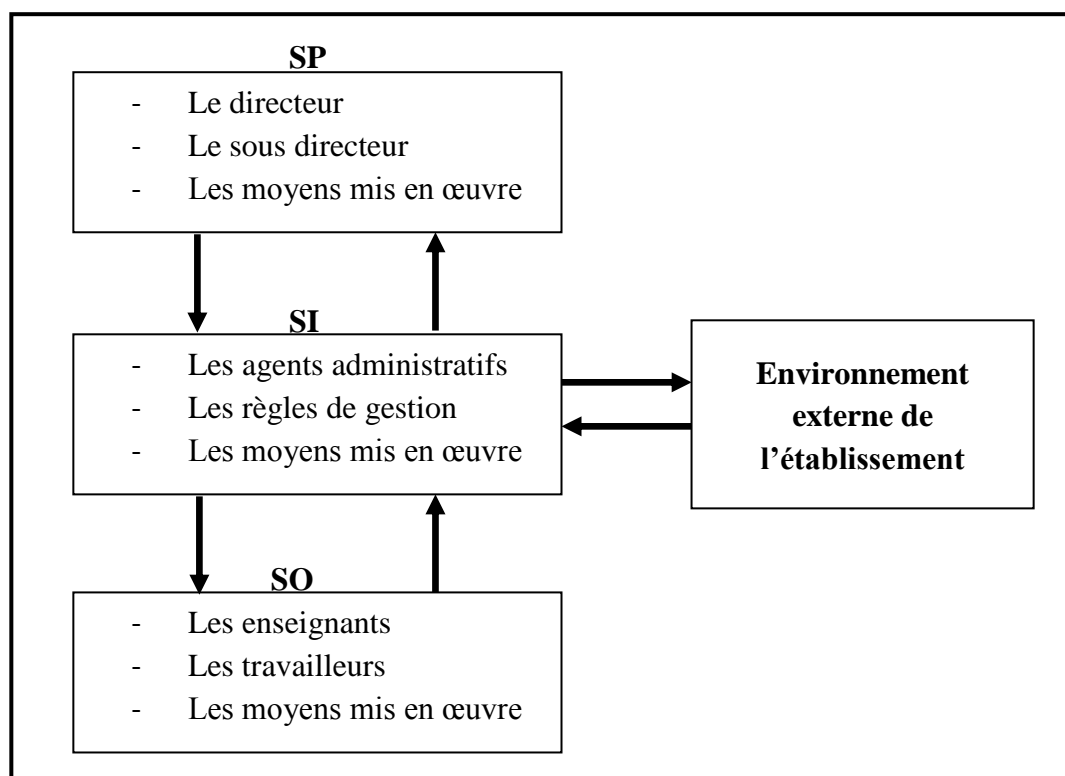 SP
- Le directeur
- Le sous directeur
- Les moyens mis en œuvre
SI
- Les agents administratifs
- Les règles de gestion
- Les moyens mis en œuvre
Environnement
externe de
l’établissement
SO
- Les enseignants
- Les travailleurs
- Les moyens mis en œuvre